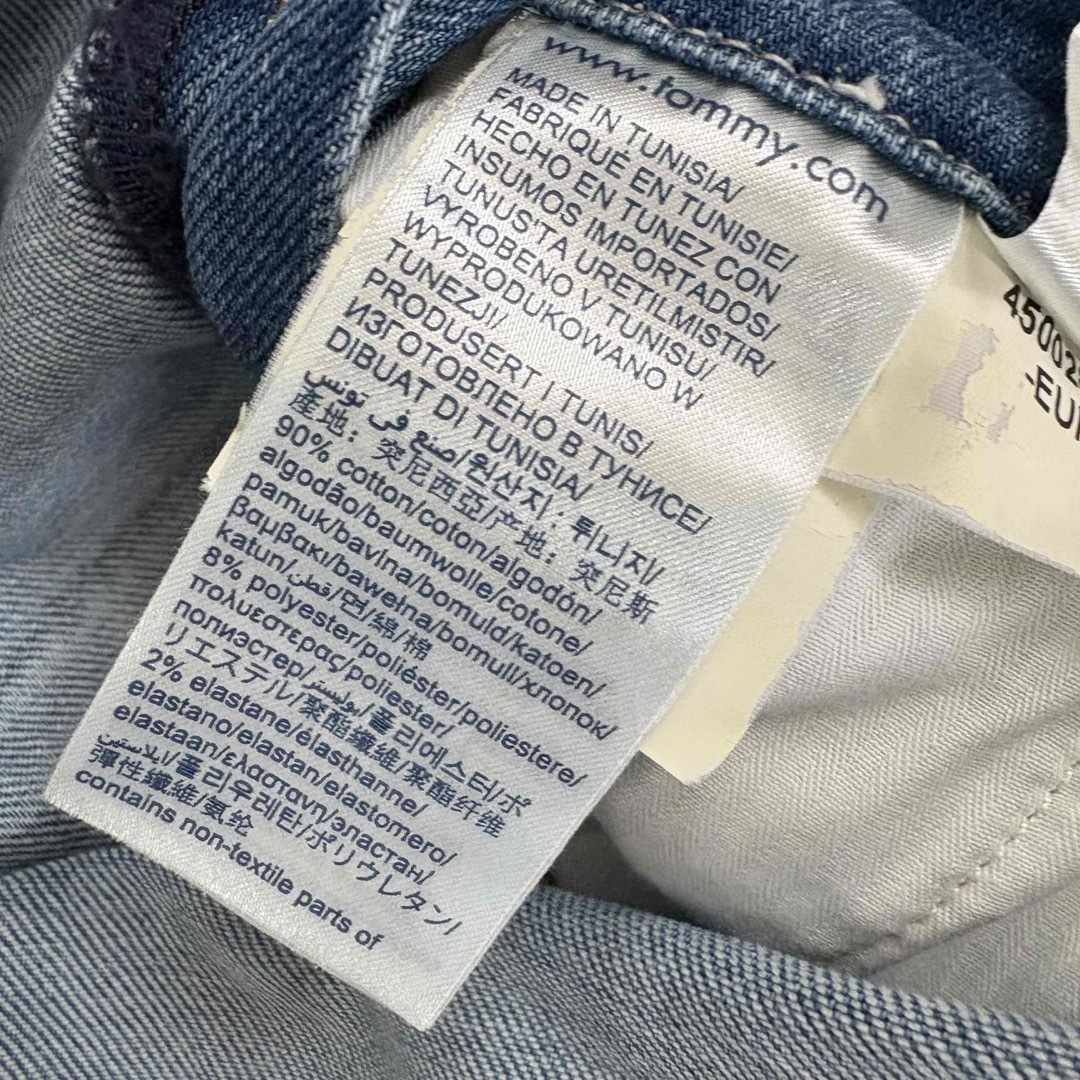 www.tommy.com
MADE IN TUNISIA/
FABRIQUÉ EN TUNISIE/
HECHO EN TUNEZ CON
INSUMOS IMPORTADOS/
TUNUS'TA URETILMISTIR/
VYROBENO V TUNISU/
WYPRODUKOWANO W
TUNEZJI/
PRODUSERT I TUNIS/
ИЗГОТОВЛЕНО В ТУНИСЕ/
DIBUAT DI TUNISIA/
صنع في تونس/원산지: 튀니지/
產地: 突尼西亞/产地: 突尼斯
90% cotton/coton/algodón/
algodão/baumwolle/cotone/
pamuk/bavlna/bomuld/katoen/
βαμβακι/bawełna/bomull/хлопок/
katun/قطن/면/綿/棉
8% polyester/poliéster/poliestere/
πολυεστερας/poliester/
полиэстер/بوليستر/폴리에스터/ポ
リエステル/聚酯纖維/聚酯纤维
2% elastane/élasthanne/
elastano/elastan/elastomero/
elastaan/ελαστανη/эластан/
ايلاستين/폴리우레탄/ポリウレタン/
彈性纖維/氨纶
contains non-textile parts of
45002
-EU